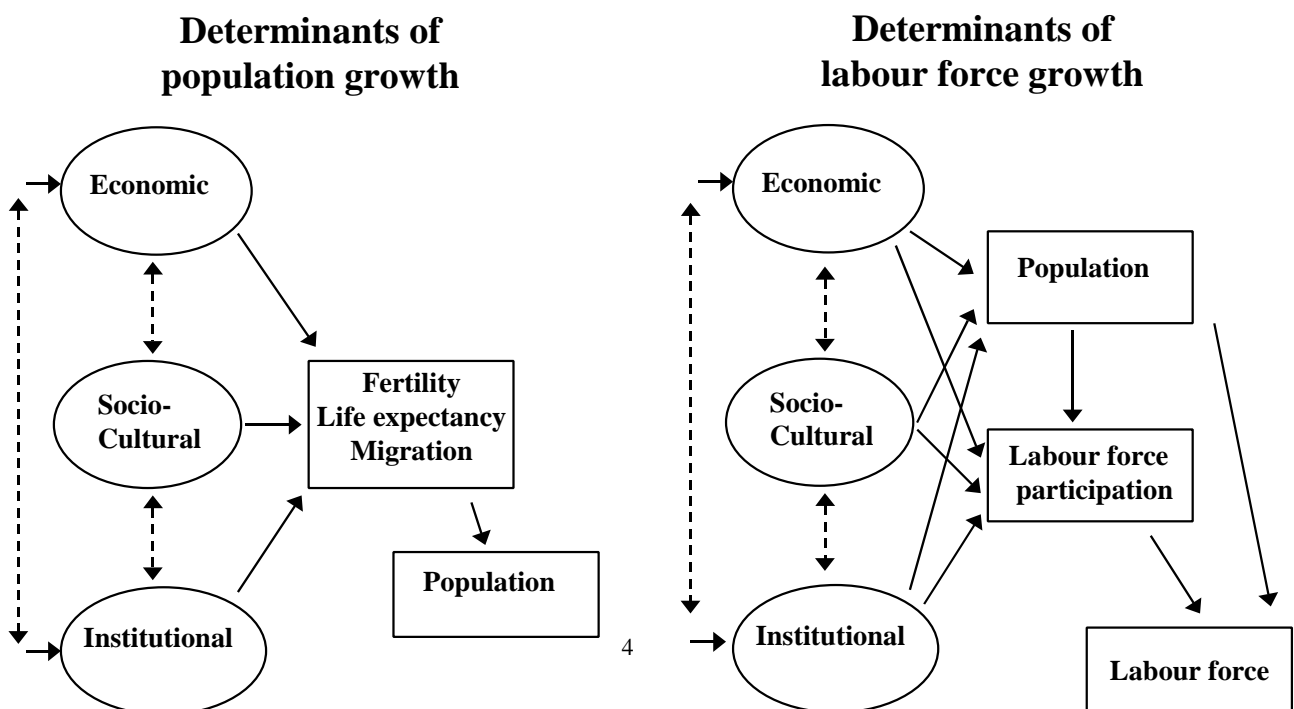 Determinants of
population growth
Economic
Socio-
Cultural
Institutional
Fertility
Life expectancy
Migration
Population
4
Determinants of
labour force growth
Economic
Socio-
Cultural
Institutional
Population
Labour force
participation
Labour force